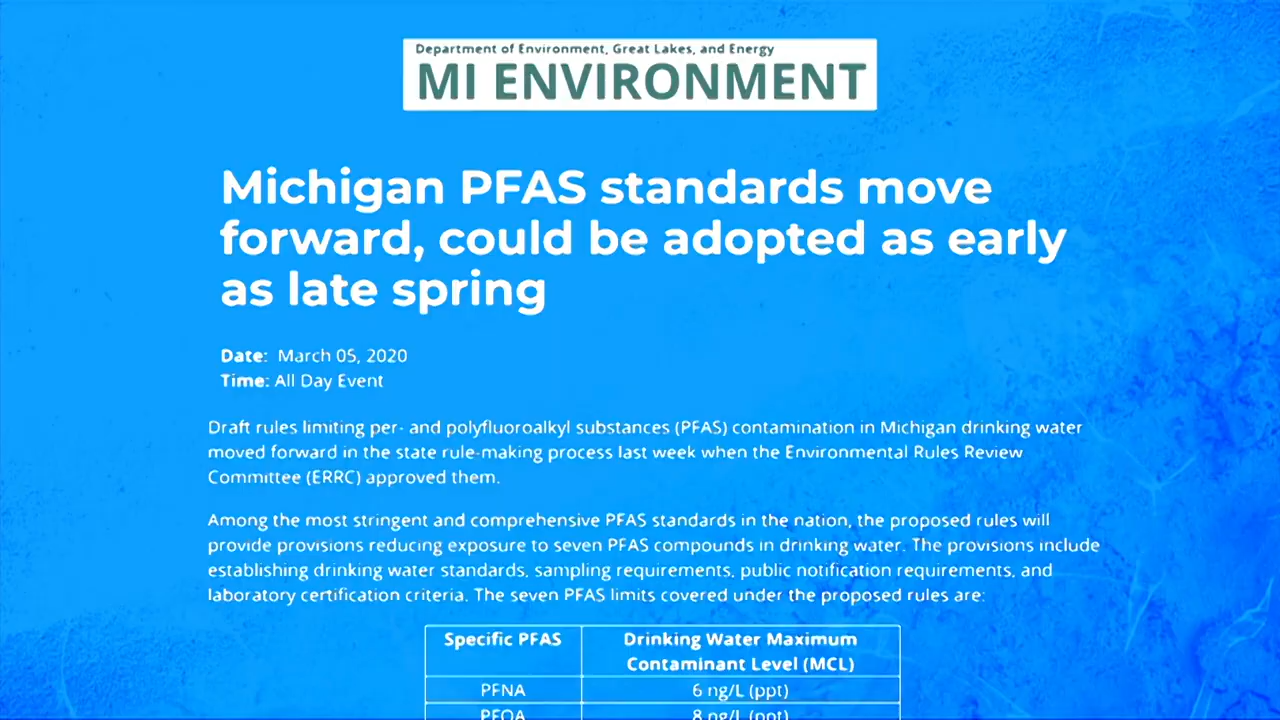 Department of Environment, Great Lakes, and Energy
MI ENVIRONMENT
Michigan PFAS standards move
forward, could be adopted as early
as late spring
Date: March 05, 2020
Time: All Day Event
Draft rules limiting per- and polyfluoroalkyl substances (PFAS) contamination in Michigan drinking water
moved forward in the state rule-making process last week when the Environmental Rules Review
Committee (ERRC) approved them.
Among the most stringent and comprehensive PFAS standards in the nation, the proposed rules will
provide provisions reducing exposure to seven PFAS compounds in drinking water. The provisions include
establishing drinking water standards, sampling requirements, public notification requirements, and
laboratory certification criteria. The seven PFAS limits covered under the proposed rules are:
Specific PFAS Drinking Water Maximum
Contaminant Level (MCL)
PFNA 6 ng/L (ppt)
PFOA 8 ng/L (ppt)